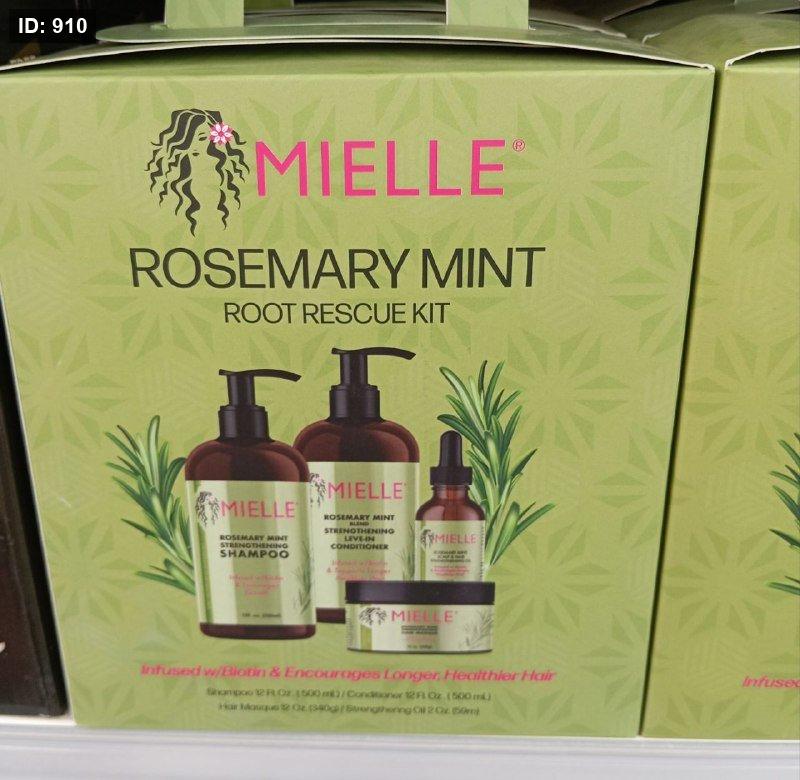 ID: 910
MIELLE®
ROSEMARY MINT
ROOT RESCUE KIT
MIELLE
ROSEMARY MINT
STRENGTHENING
SHAMPOO
MIELLE
ROSEMARY MINT
BLEND
STRENGTHENING
LEVE-IN
CONDITIONER
MIELLE
MIELLE
Infused w/Biotin & Encourages Longer, Healthier Hair
Shampoo 12 Fl. Oz. (500 mL) / Conditioner 12 Fl. Oz. (500 mL)
Hair Masque 12 Oz. (340g) / Strengthening Oil 2 Oz. (59m)
Infused